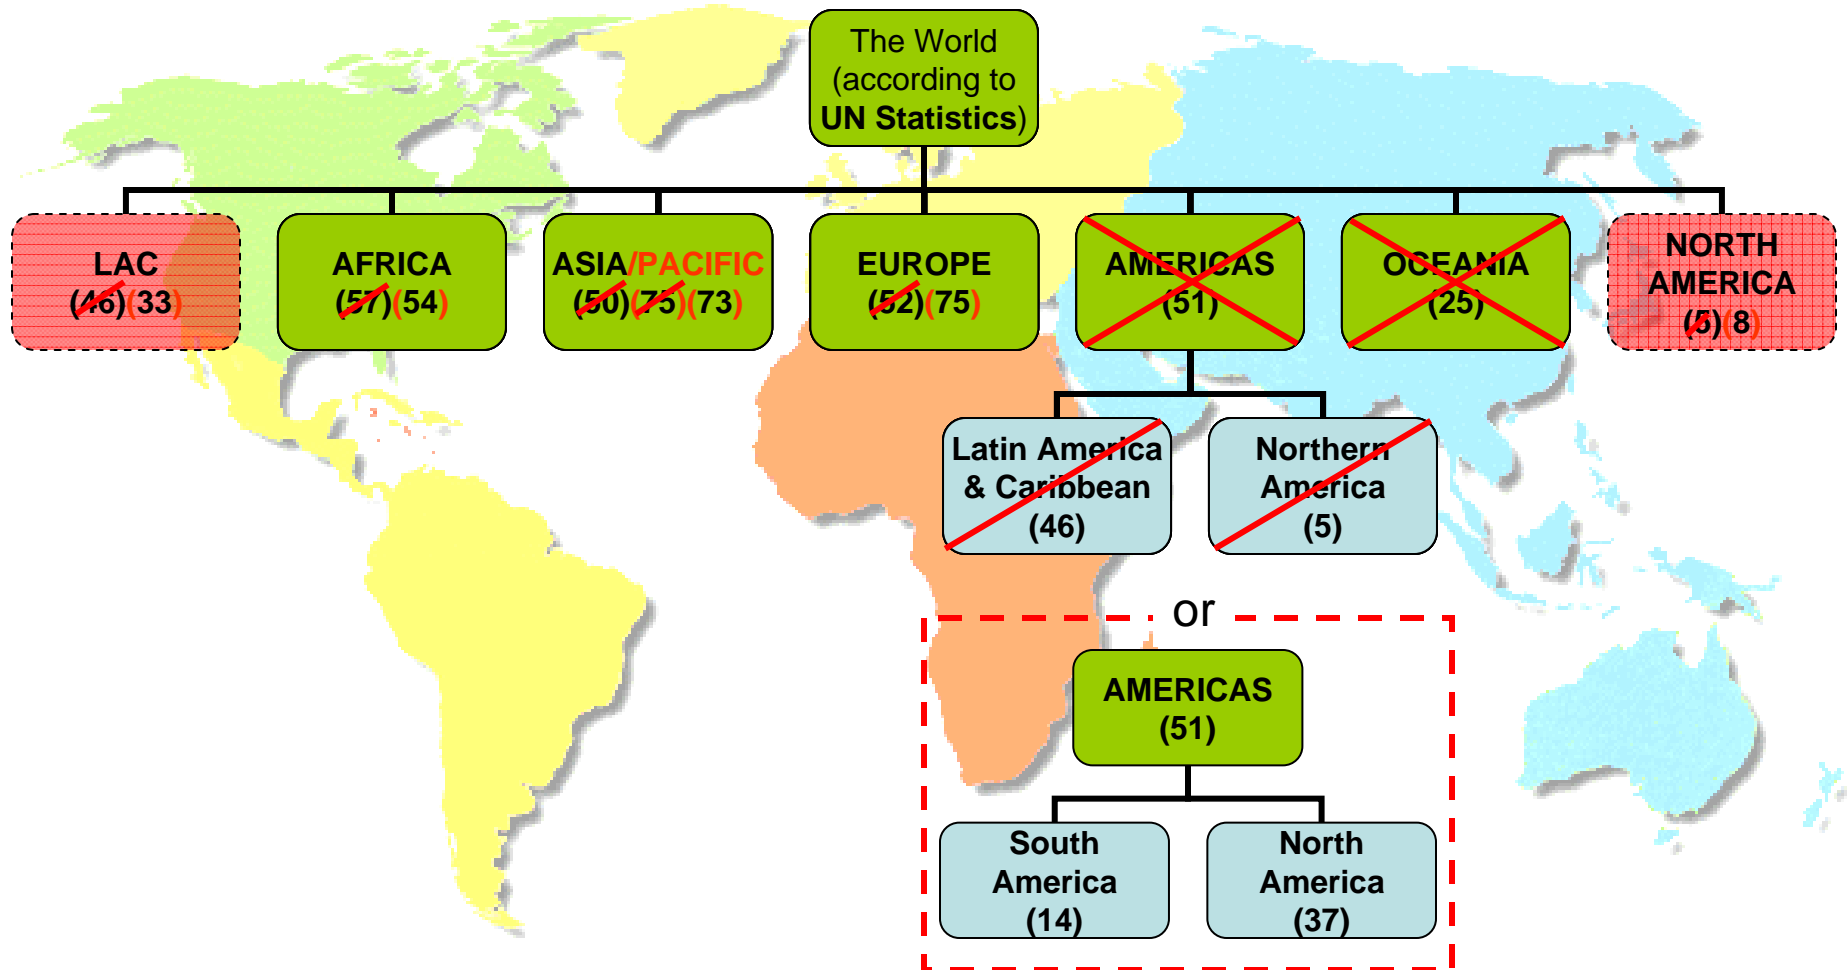 The World
(according to
UN Statistics)
LAC
(46)(33)
AFRICA
(57)(54)
ASIA/PACIFIC
(50)(75)(73)
EUROPE
(52)(75)
AMERICAS
(51)
OCEANIA
(25)
NORTH
AMERICA
(5)(8)
Latin America
& Caribbean
(46)
Northern
America
(5)
or
AMERICAS
(51)
South
America
(14)
North
America
(37)